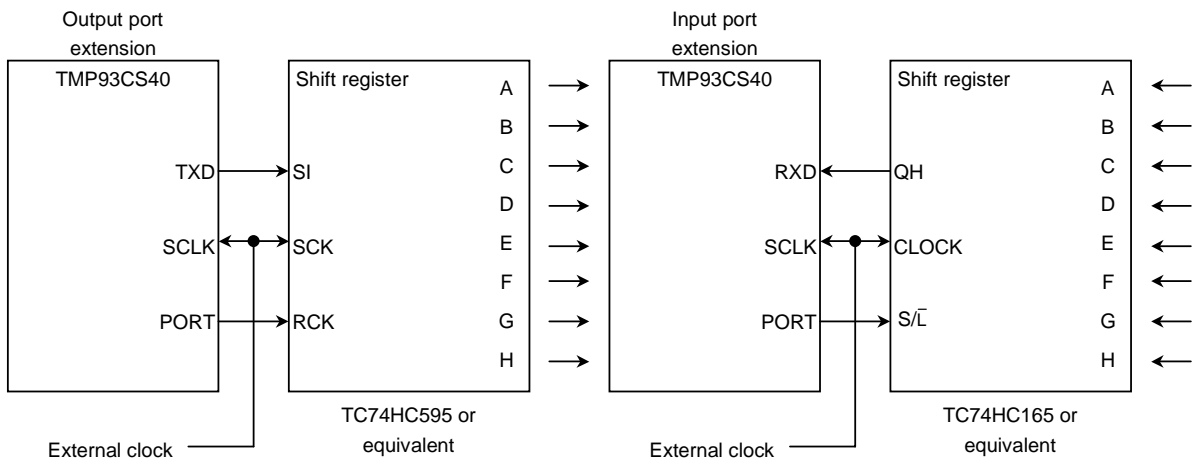 Output port
extension
TMP93CS40
TXD
SCLK
PORT
Shift register
SI
SCK
RCK
A
B
C
D
E
F
G
H
TC74HC595 or
equivalent
External clock
Input port
extension
TMP93CS40
RXD
SCLK
PORT
Shift register
QH
CLOCK
S/L̅
A
B
C
D
E
F
G
H
TC74HC165 or
equivalent
External clock